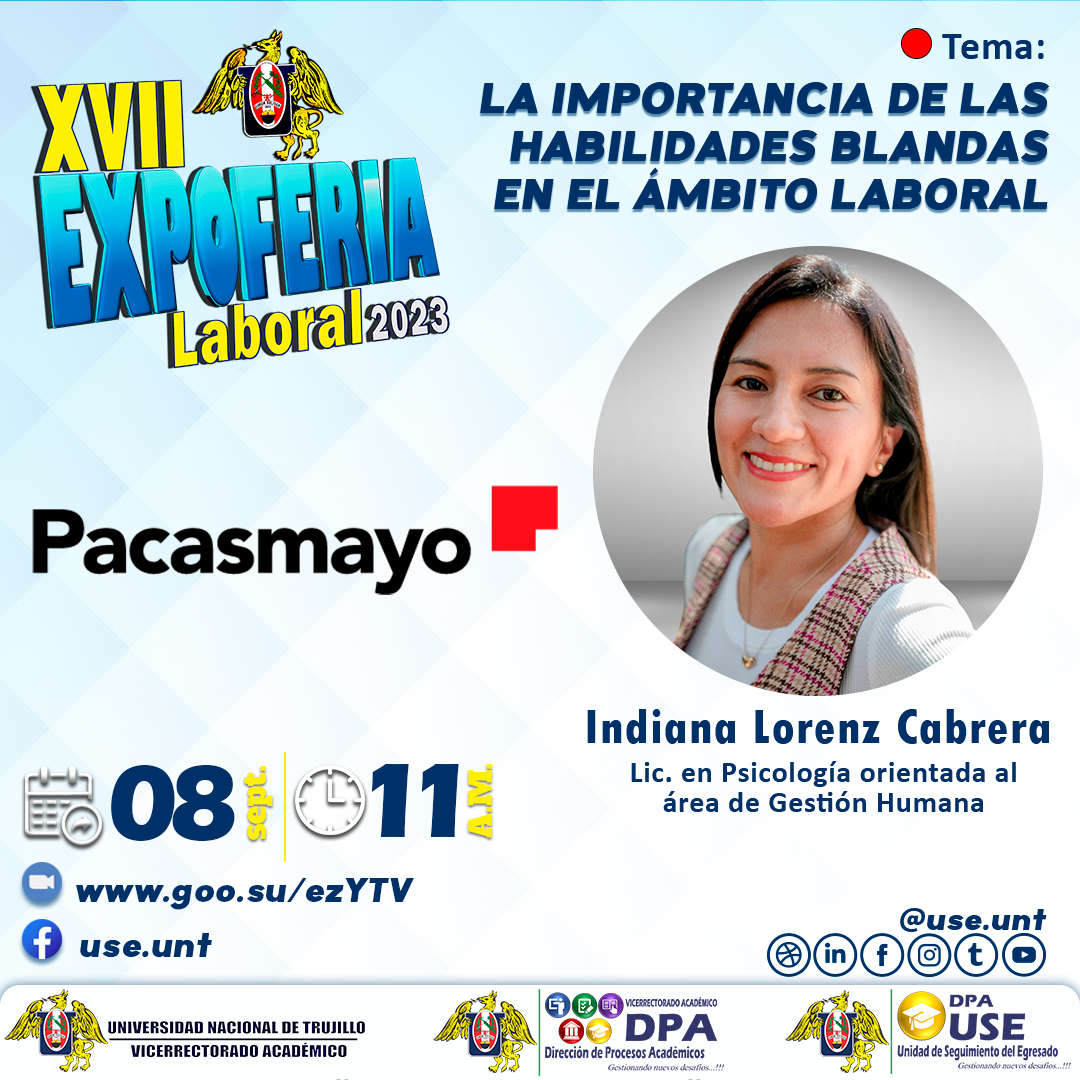 XVII
EXPOFERIA
Laboral 2023
Tema:
LA IMPORTANCIA DE LAS
HABILIDADES BLANDAS
EN EL ÁMBITO LABORAL
Pacasmayo
Indiana Lorenz Cabrera
Lic. en Psicología orientada al
área de Gestión Humana
08 sept. 11 A.M.
www.goo.su/ezYTV
use.unt
@use.unt
UNIVERSIDAD NACIONAL DE TRUJILLO
VICERRECTORADO ACADÉMICO
VICERRECTORADO ACADÉMICO
DPA
Dirección de Procesos Académicos
Gestionando nuevos desafíos...!!!
DPA
USE
Unidad de Seguimiento del Egresado
Gestionando nuevos desafíos...!!!